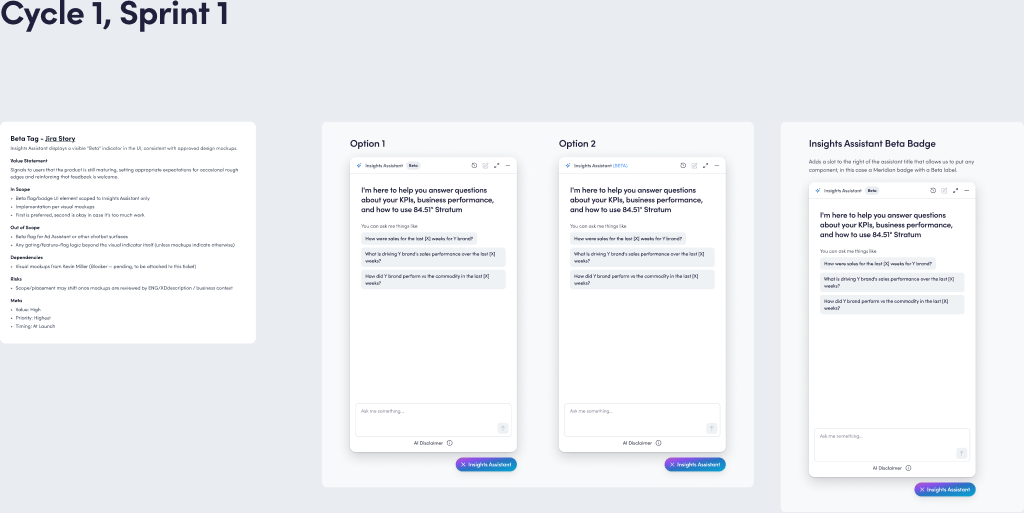 Cycle 1, Sprint 1
Beta Tag - Jira Story
Insights Assistant displays a visible "Beta" indicator in the UI, consistent with approved design mockups.
Value Statement
Signals to users that the product is still maturing, setting appropriate expectations for occasional rough
edges and reinforcing that feedback is welcome.
In Scope
• Beta flag/badge UI element scoped to Insights Assistant only
• Implementation per visual mockups
• First is preferred, second is okay in case it's too much work
Out of Scope
• Beta flag for Ad Assistant or other chatbot surfaces
• Any gating/feature-flag logic beyond the visual indicator itself (unless mockups indicate otherwise)
Dependencies
• Visual mockups from Kevin Miller (Blocker — pending, to be attached to this ticket)
Risks
• Scope/placement may shift once mockups are reviewed by ENG/XDdescription / business context
Meta
• Value: High
• Priority: Highest
• Timing: At Launch
Option 1
Insights Assistant Beta
I'm here to help you answer questions
about your KPIs, business performance,
and how to use 84.51° Stratum
You can ask me things like
How were sales for the last [X] weeks for Y brand?
What is driving Y brand's sales performance over the last [X]
weeks?
How did Y brand perform vs the commodity in the last [X]
weeks?
Ask me something...
AI Disclaimer
Insights Assistant
Option 2
Insights Assistant (BETA)
I'm here to help you answer questions
about your KPIs, business performance,
and how to use 84.51° Stratum
You can ask me things like
How were sales for the last [X] weeks for Y brand?
What is driving Y brand's sales performance over the last [X]
weeks?
How did Y brand perform vs the commodity in the last [X]
weeks?
Ask me something...
AI Disclaimer
Insights Assistant
Insights Assistant Beta Badge
Adds a slot to the right of the assistant title that allows us to put any
component; in this case a Meridian badge with a Beta label.
Insights Assistant Beta
I'm here to help you answer questions
about your KPIs, business performance,
and how to use 84.51° Stratum
You can ask me things like
How were sales for the last [X] weeks for Y brand?
What is driving Y brand's sales performance over the last [X]
weeks?
How did Y brand perform vs the commodity in the last [X]
weeks?
Ask me something...
AI Disclaimer
Insights Assistant